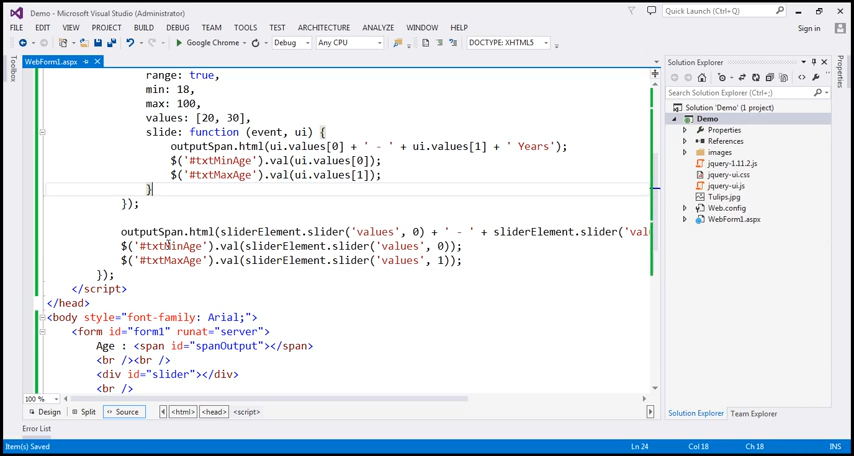 Demo - Microsoft Visual Studio (Administrator)
Quick Launch (Ctrl+Q)
FILE EDIT VIEW PROJECT BUILD DEBUG TEAM TOOLS TEST ARCHITECTURE ANALYZE WINDOW HELP
Sign in
Google Chrome
Debug
Any CPU
DOCTYPE: XHTML5
Toolbox
WebForm1.aspx
range: true,
min: 18,
max: 100,
values: [20, 30],
slide: function (event, ui) {
outputSpan.html(ui.values[0] + ' - ' + ui.values[1] + ' Years');
$('#txtMinAge').val(ui.values[0]);
$('#txtMaxAge').val(ui.values[1]);
}
});
outputSpan.html(sliderElement.slider('values', 0) + ' - ' + sliderElement.slider('val
$('#txtMinAge').val(sliderElement.slider('values', 0));
$('#txtMaxAge').val(sliderElement.slider('values', 1));
});
</script>
</head>
<body style="font-family: Arial;">
<form id="form1" runat="server">
Age : <span id="spanOutput"></span>
<br /><br />
<div id="slider"></div>
<br />
100 %
Design
Split
Source
<html>
<head>
<script>
Error List
Solution Explorer
Search Solution Explorer (Ctrl+;)
Solution 'Demo' (1 project)
Demo
Properties
References
images
jquery-1.11.2.js
jquery-ui.css
jquery-ui.js
Tulips.jpg
Web.config
WebForm1.aspx
Solution Explorer
Team Explorer
Properties
Item(s) Saved
Ln 24
Col 18
Ch 18
INS